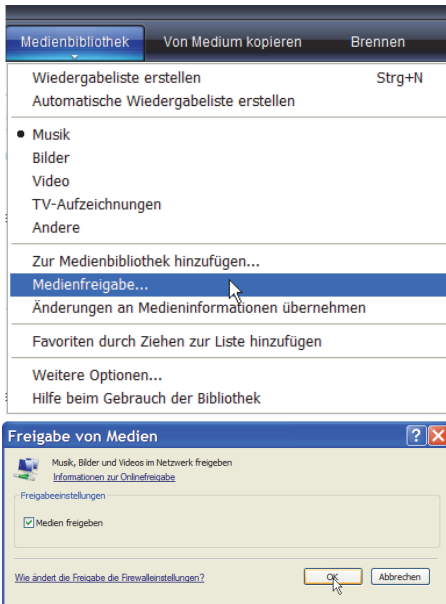 Medienbibliothek Von Medium kopieren Brennen
Wiedergabeliste erstellen Strg+N
Automatische Wiedergabeliste erstellen
Musik
Bilder
Video
TV-Aufzeichnungen
Andere
Zur Medienbibliothek hinzufügen...
Medienfreigabe...
Änderungen an Medieninformationen übernehmen
Favoriten durch Ziehen zur Liste hinzufügen
Weitere Optionen...
Hilfe beim Gebrauch der Bibliothek
Freigabe von Medien
Musik, Bilder und Videos im Netzwerk freigeben
Informationen zur Onlinefreigabe
Freigabeeinstellungen
Medien freigeben
Wie ändert die Freigabe die Firewalleinstellungen? OK Abbrechen